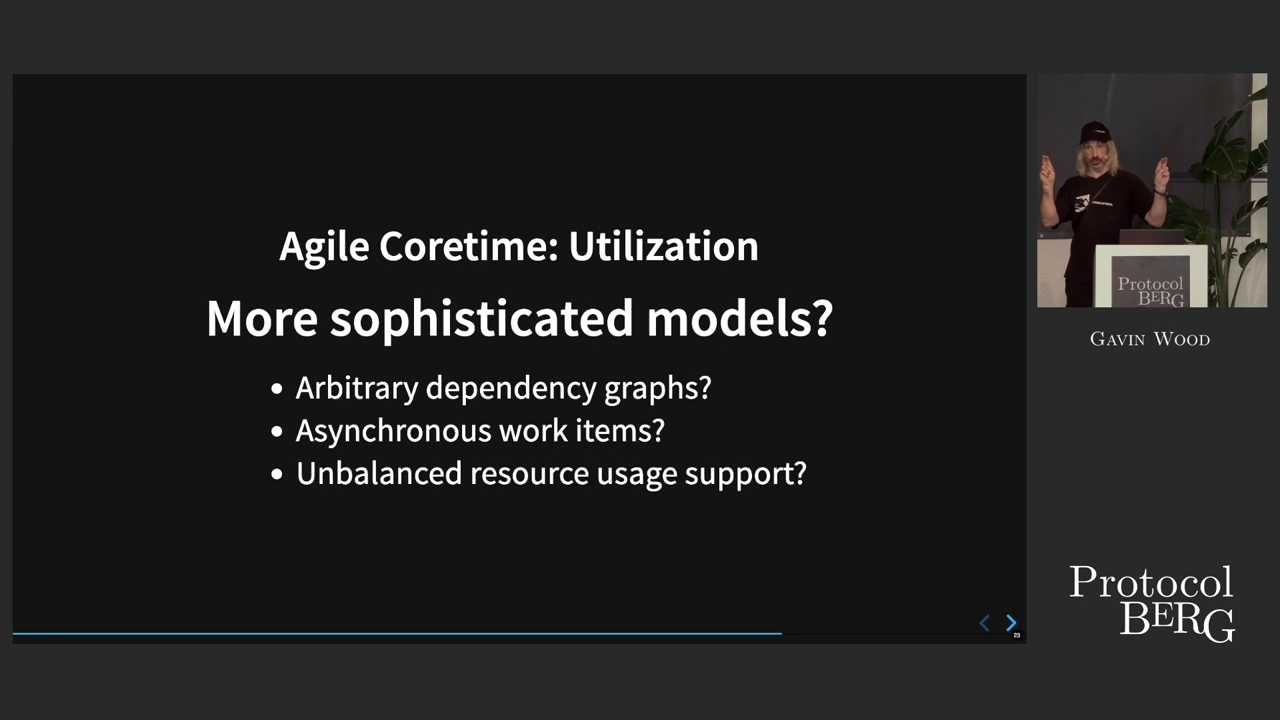 Agile Coretime: Utilization
More sophisticated models?
• Arbitrary dependency graphs?
• Asynchronous work items?
• Unbalanced resource usage support?
23
Protocol
BERG
GAVIN WOOD
Protocol
BERG